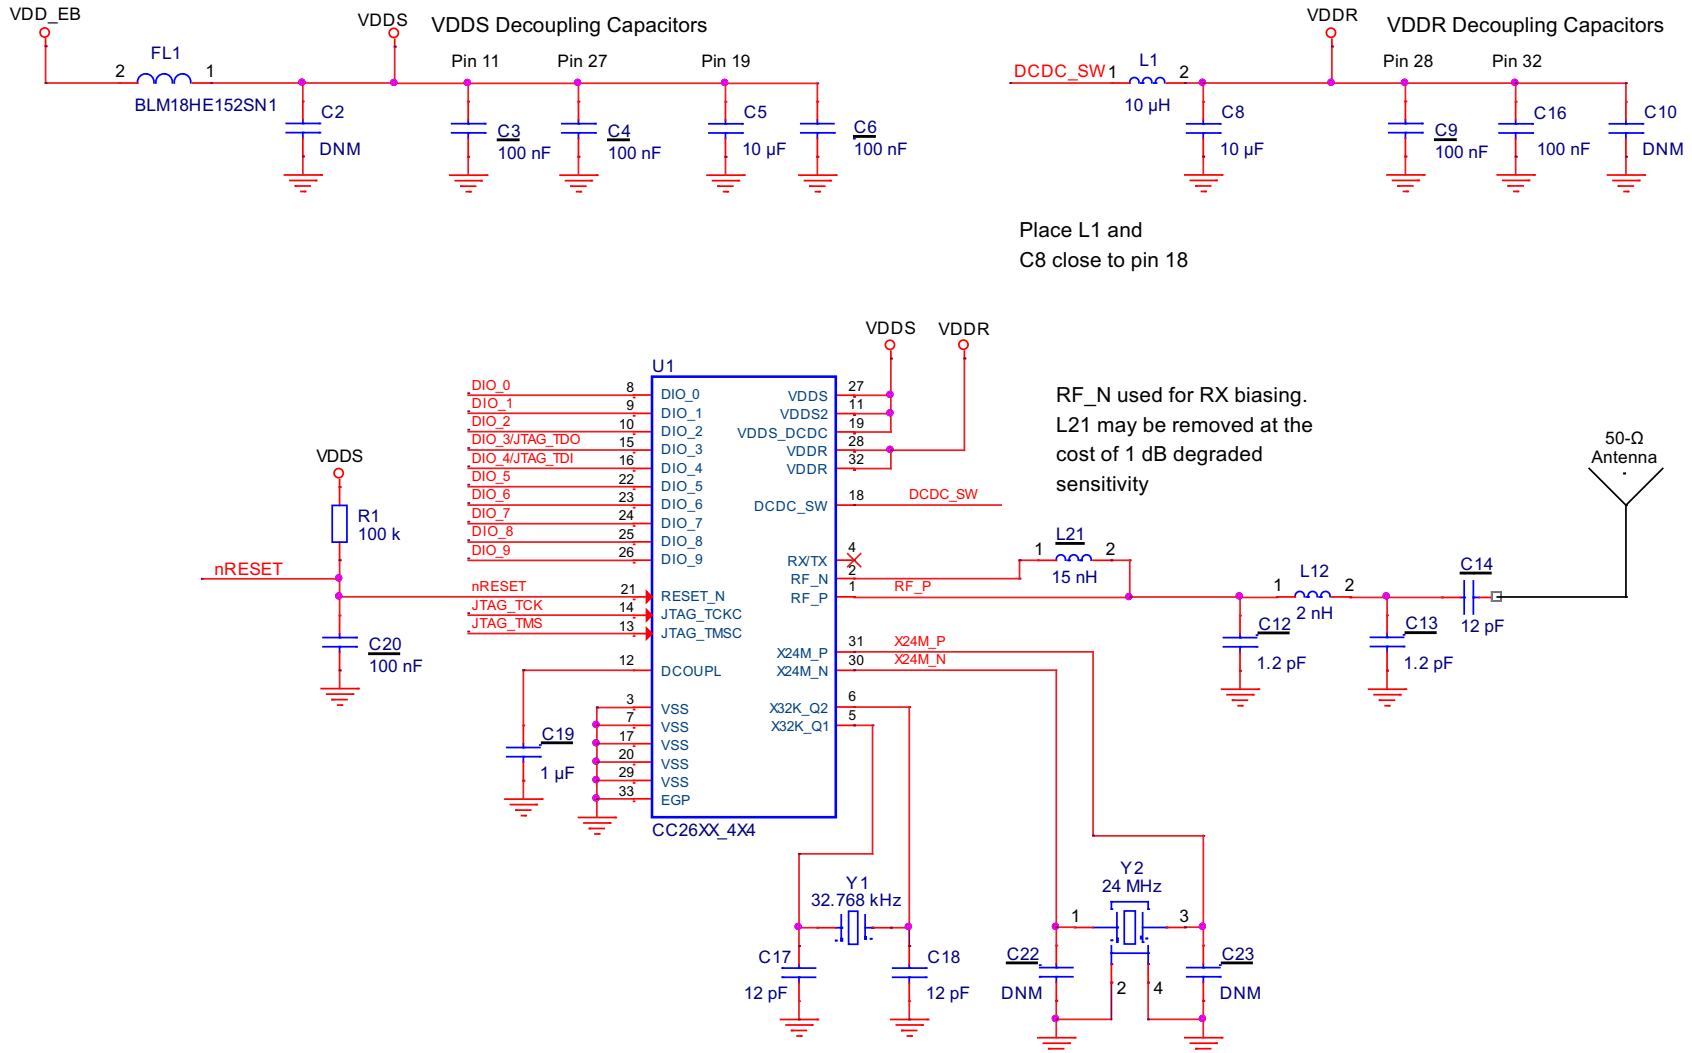 VDD_EB
FL1
2
1
BLM18HE152SN1
VDDS
VDDS Decoupling Capacitors
Pin 11
Pin 27
Pin 19
C2
DNM
C3
100 nF
C4
100 nF
C5
10 µF
C6
100 nF
VDDR
VDDR Decoupling Capacitors
DCDC_SW
1
L1
2
10 µH
Pin 28
Pin 32
C8
10 µF
C9
100 nF
C16
100 nF
C10
DNM
Place L1 and
C8 close to pin 18
VDDS
VDDR
U1
DIO_0
8
DIO_0
DIO_1
9
DIO_1
DIO_2
10
DIO_2
DIO_3/JTAG_TDO
15
DIO_3
DIO_4/JTAG_TDI
16
DIO_4
DIO_5
22
DIO_5
DIO_6
23
DIO_6
DIO_7
24
DIO_7
DIO_8
25
DIO_8
DIO_9
26
DIO_9
nRESET
21
RESET_N
JTAG_TCK
14
JTAG_TCKC
JTAG_TMS
13
JTAG_TMSC
12
DCOUPL
3
VSS
7
VSS
17
VSS
20
VSS
29
VSS
33
EGP
CC26XX_4X4
VDDS
27
VDDS2
11
VDDS_DCDC
19
VDDR
28
VDDR
32
DCDC_SW
18
DCDC_SW
RX/TX
4
RF_N
2
RF_P
1
RF_P
X24M_P
31
X24M_P
X24M_N
30
X24M_N
X32K_Q2
6
X32K_Q1
5
VDDS
R1
100 k
nRESET
C20
100 nF
C19
1 µF
RF_N used for RX biasing.
L21 may be removed at the
cost of 1 dB degraded
sensitivity
50-Ω
Antenna
1
L21
2
15 nH
1
L12
2
2 nH
C14
12 pF
C12
1.2 pF
C13
1.2 pF
Y1
32.768 kHz
C17
12 pF
C18
12 pF
Y2
24 MHz
1
3
2
4
C22
DNM
C23
DNM